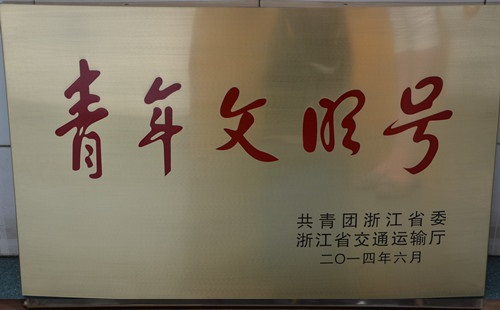 青年文明号
共青团浙江省委
浙江省交通运输厅
二〇一四年六月